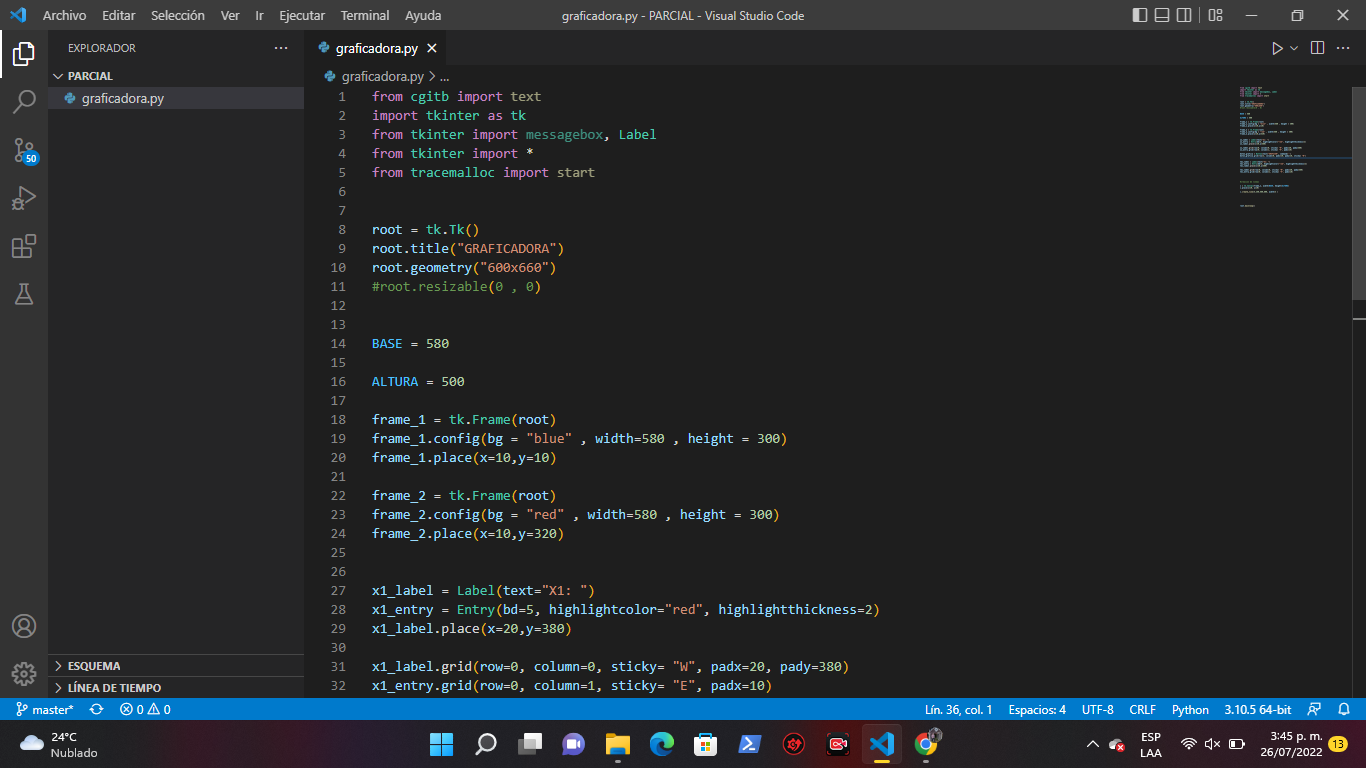 Archivo Editar Selección Ver Ir Ejecutar Terminal Ayuda
graficadora.py - PARCIAL - Visual Studio Code
EXPLORADOR
PARCIAL
graficadora.py
50
ESQUEMA
LÍNEA DE TIEMPO
graficadora.py
graficadora.py > ...
1 from cgitb import text
2 import tkinter as tk
3 from tkinter import messagebox, Label
4 from tkinter import *
5 from tracemalloc import start
6
7
8 root = tk.Tk()
9 root.title("GRAFICADORA")
10 root.geometry("600x660")
11 #root.resizable(0 , 0)
12
13
14 BASE = 580
15
16 ALTURA = 500
17
18 frame_1 = tk.Frame(root)
19 frame_1.config(bg = "blue" , width=580 , height = 300)
20 frame_1.place(x=10,y=10)
21
22 frame_2 = tk.Frame(root)
23 frame_2.config(bg = "red" , width=580 , height = 300)
24 frame_2.place(x=10,y=320)
25
26
27 x1_label = Label(text="X1: ")
28 x1_entry = Entry(bd=5, highlightcolor="red", highlightthickness=2)
29 x1_label.place(x=20,y=380)
30
31 x1_label.grid(row=0, column=0, sticky= "W", padx=20, pady=380)
32 x1_entry.grid(row=0, column=1, sticky= "E", padx=10)
master* 0 0 Lín. 36, col. 1 Espacios: 4 UTF-8 CRLF Python 3.10.5 64-bit
24°C
Nublado
ESP
LAA
3:45 p. m.
26/07/2022
13